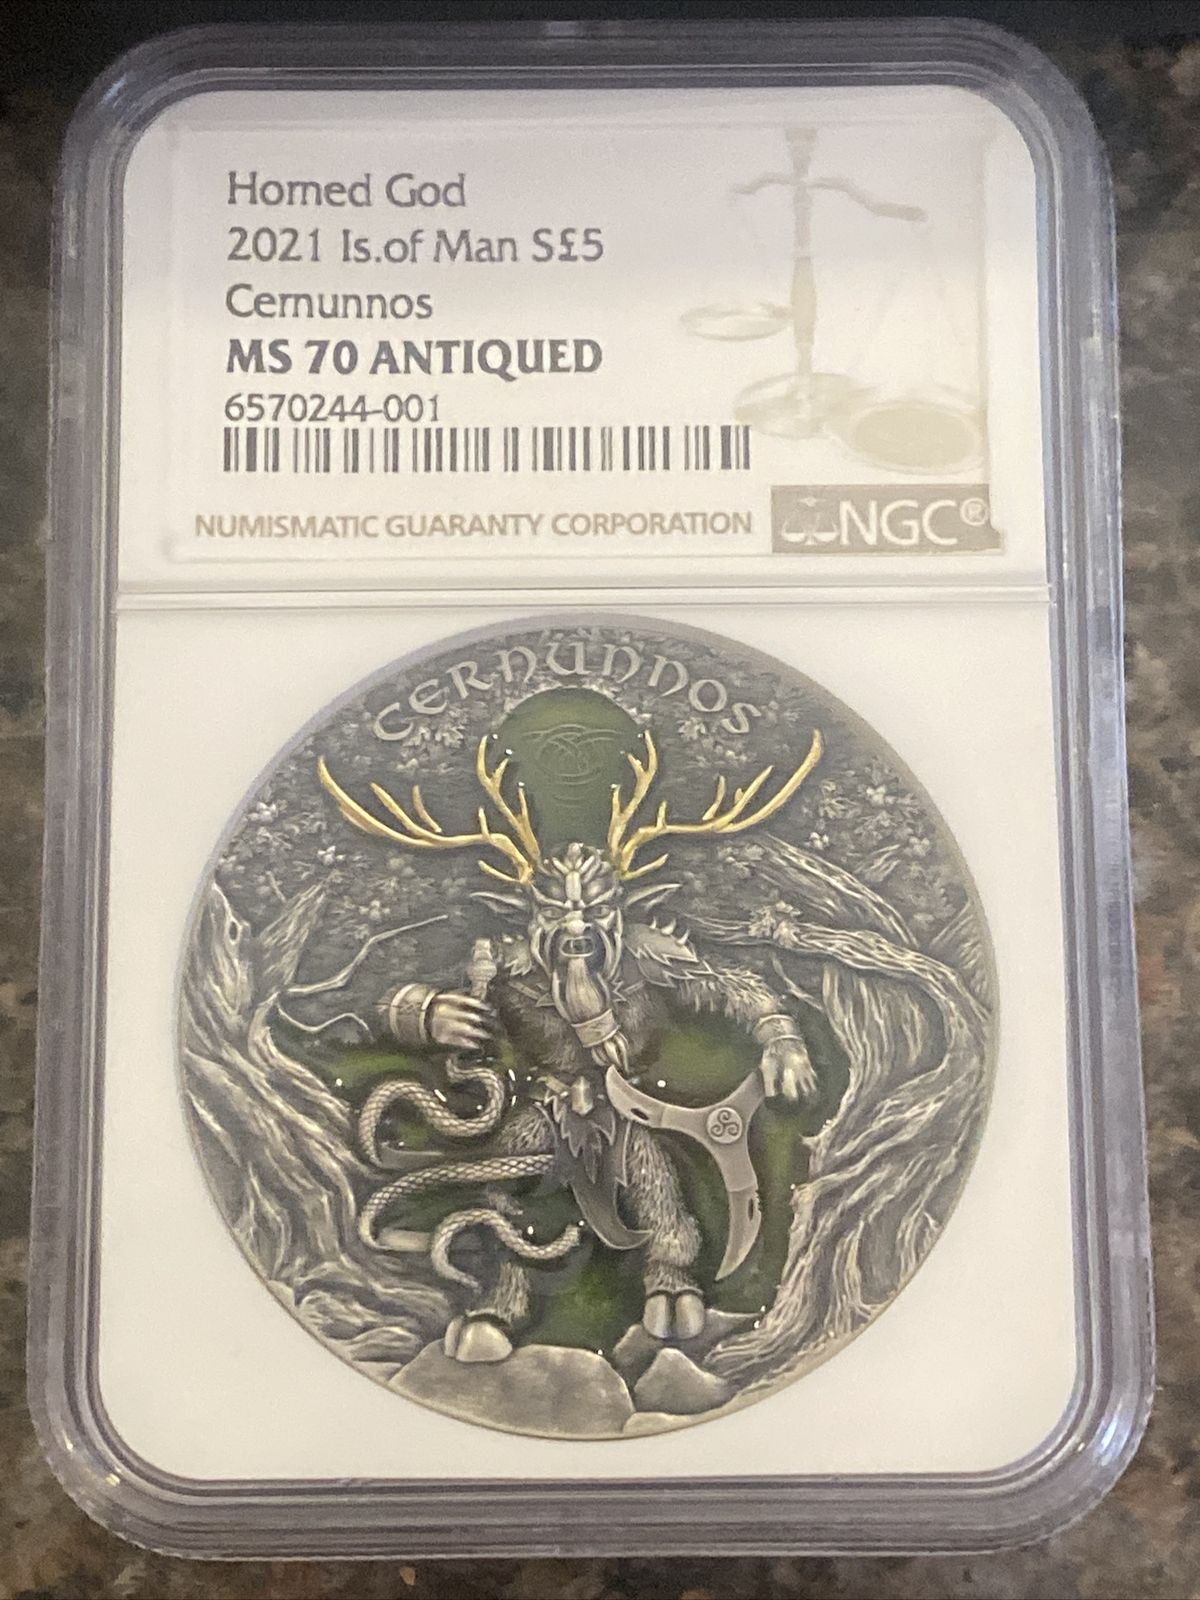 Horned God
2021 Is.of Man S£5
Cernunnos
MS 70 ANTIQUED
6570244-001
NUMISMATIC GUARANTY CORPORATION
NGC®
CERNUNNOS